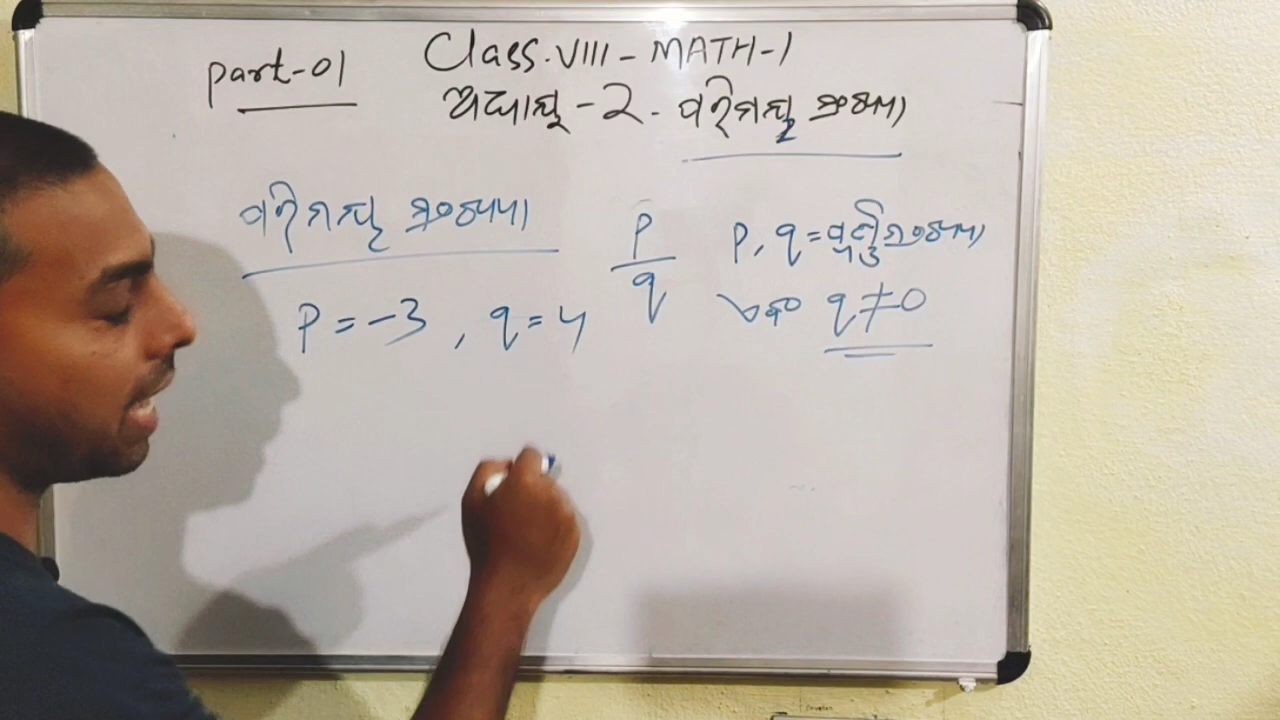 part-01
Class-VIII-MATH-1
ଅଧ୍ୟାୟ-2. ପରିମେୟ ସଂଖ୍ୟା
ପରିମେୟ ସଂଖ୍ୟା
p/q
p, q = ପୂର୍ଣ୍ଣ ସଂଖ୍ୟା
ଏବଂ q ≠ 0
p = -3, q = 4